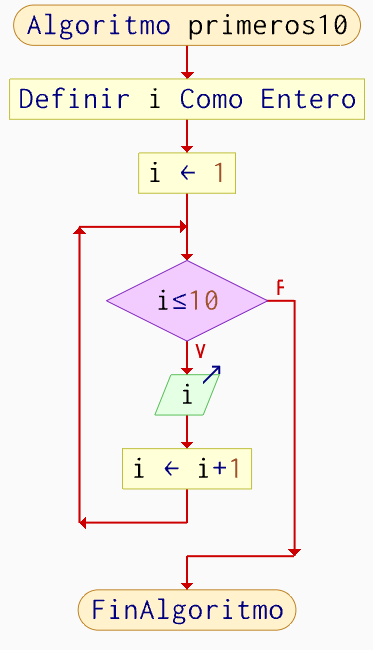 Algoritmo primeros10
Definir i Como Entero
i ← 1
i≤10
F
V
i
i ← i+1
FinAlgoritmo